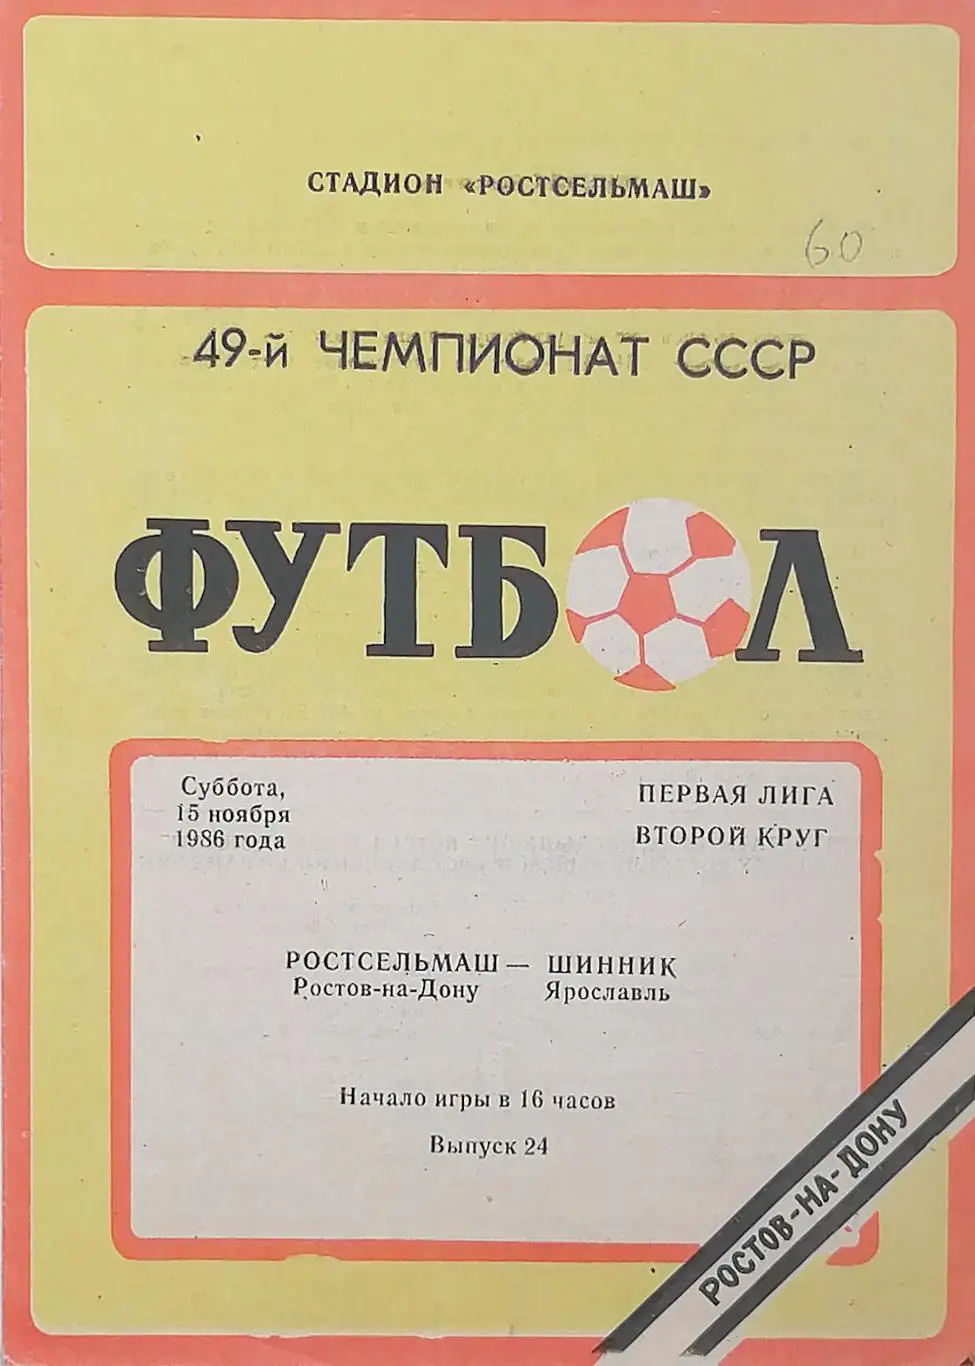 СТАДИОН «РОСТСЕЛЬМАШ»
60
49-й ЧЕМПИОНАТ СССР
ФУТБОЛ
Суббота,
15 ноября
1986 года
ПЕРВАЯ ЛИГА
ВТОРОЙ КРУГ
РОСТСЕЛЬМАШ — ШИННИК
Ростов-на-Дону Ярославль
Начало игры в 16 часов
Выпуск 24
РОСТОВ-НА-ДОНУ